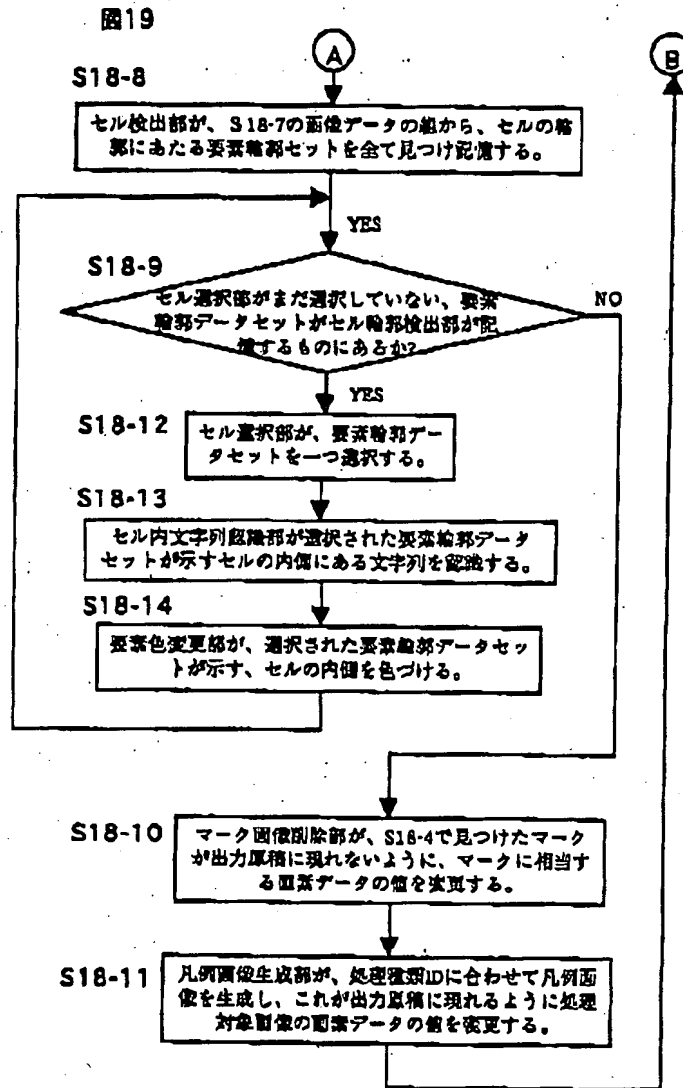 図19
A
B
S18-8
セル検出部が、S18-7の画像データの組から、セルの輪
郭にあたる要素輪郭セットを全て見つけ記憶する。
YES
S18-9
セル選択部がまだ選択していない、要素
輪郭データセットがセル輪郭検出部が記
憶するものにあるか?
NO
YES
S18-12
セル選択部が、要素輪郭デー
タセットを一つ選択する。
S18-13
セル内文字列認識部が選択された要素輪郭データ
セットが示すセルの内側にある文字列を認識する。
S18-14
要素色変更部が、選択された要素輪郭データセッ
トが示す、セルの内側を色づける。
S18-10
マーク画像削除部が、S18-4で見つけたマーク
が出力原稿に現れないように、マークに相当す
る画素データの値を変更する。
S18-11
凡例画像生成部が、処理種類IDに合わせて凡例画
像を生成し、これが出力原稿に現れるように処理
対象画像の画素データの値を変更する。